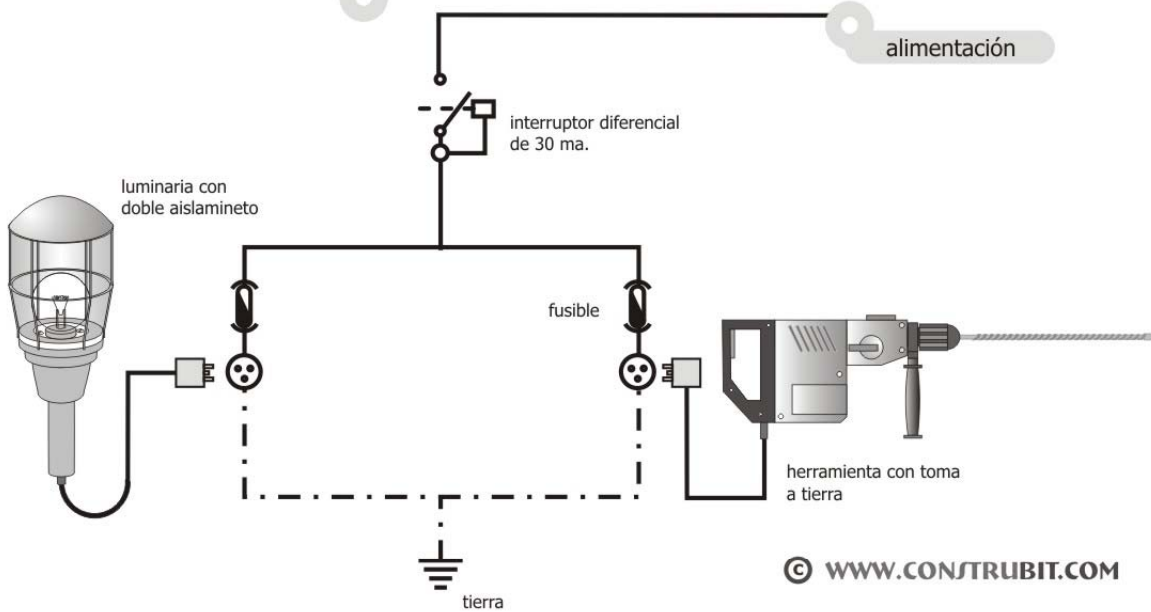 alimentación
interruptor diferencial
de 30 ma.
luminaria con
doble aislamineto
fusible
herramienta con toma
a tierra
tierra
© WWW.CONSTRUBIT.COM